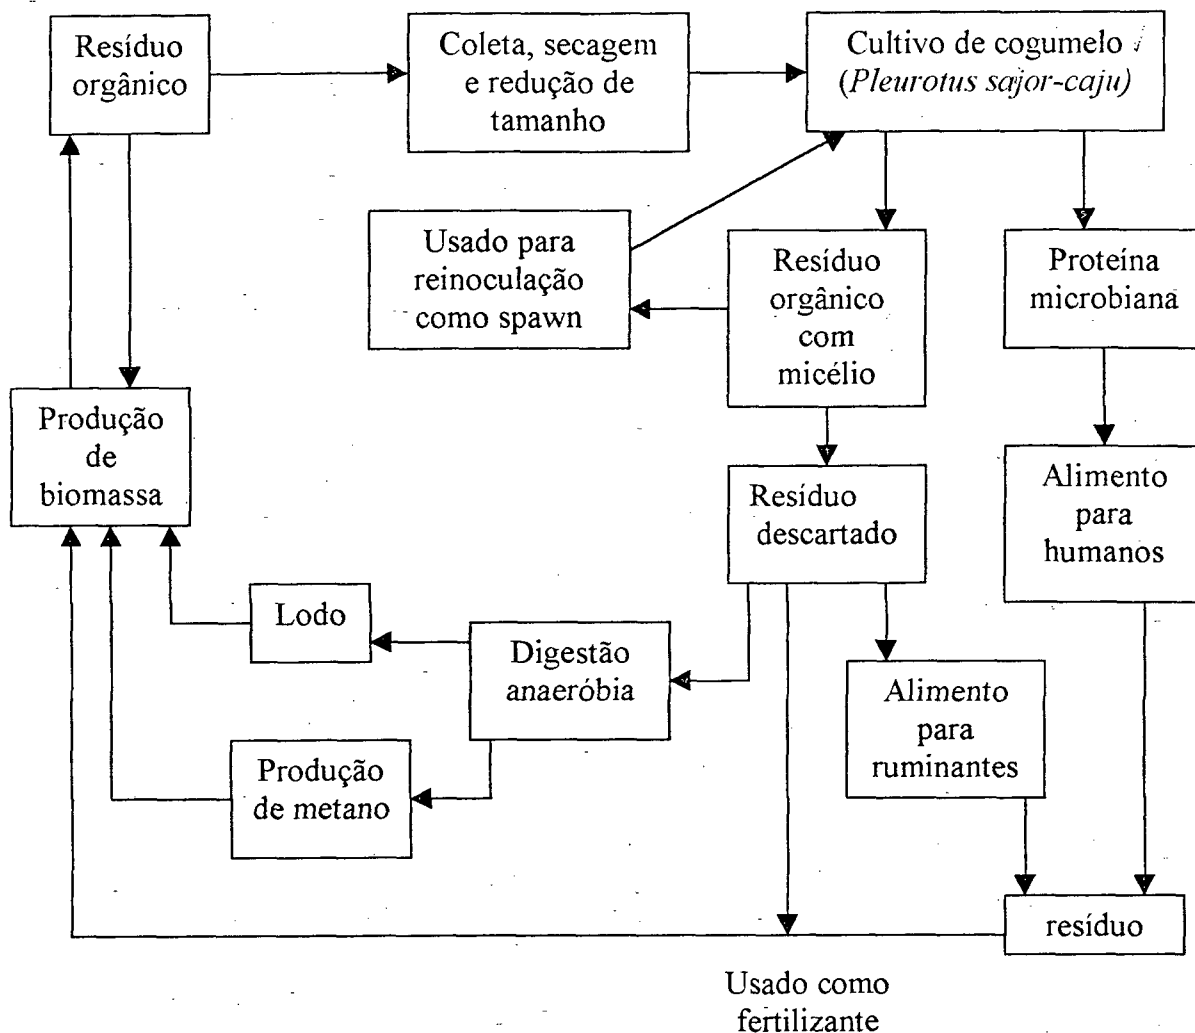 Resíduo
orgânico
Coleta, secagem
e redução de
tamanho
Cultivo de cogumelo
(Pleurotus sajor-caju)
Usado para
reinoculação
como spawn
Resíduo
orgânico
com
micélio
Proteína
microbiana
Produção
de
biomassa
Resíduo
descartado
Alimento
para
humanos
Lodo
Digestão
anaeróbia
Alimento
para
ruminantes
Produção
de metano
resíduo
Usado como
fertilizante